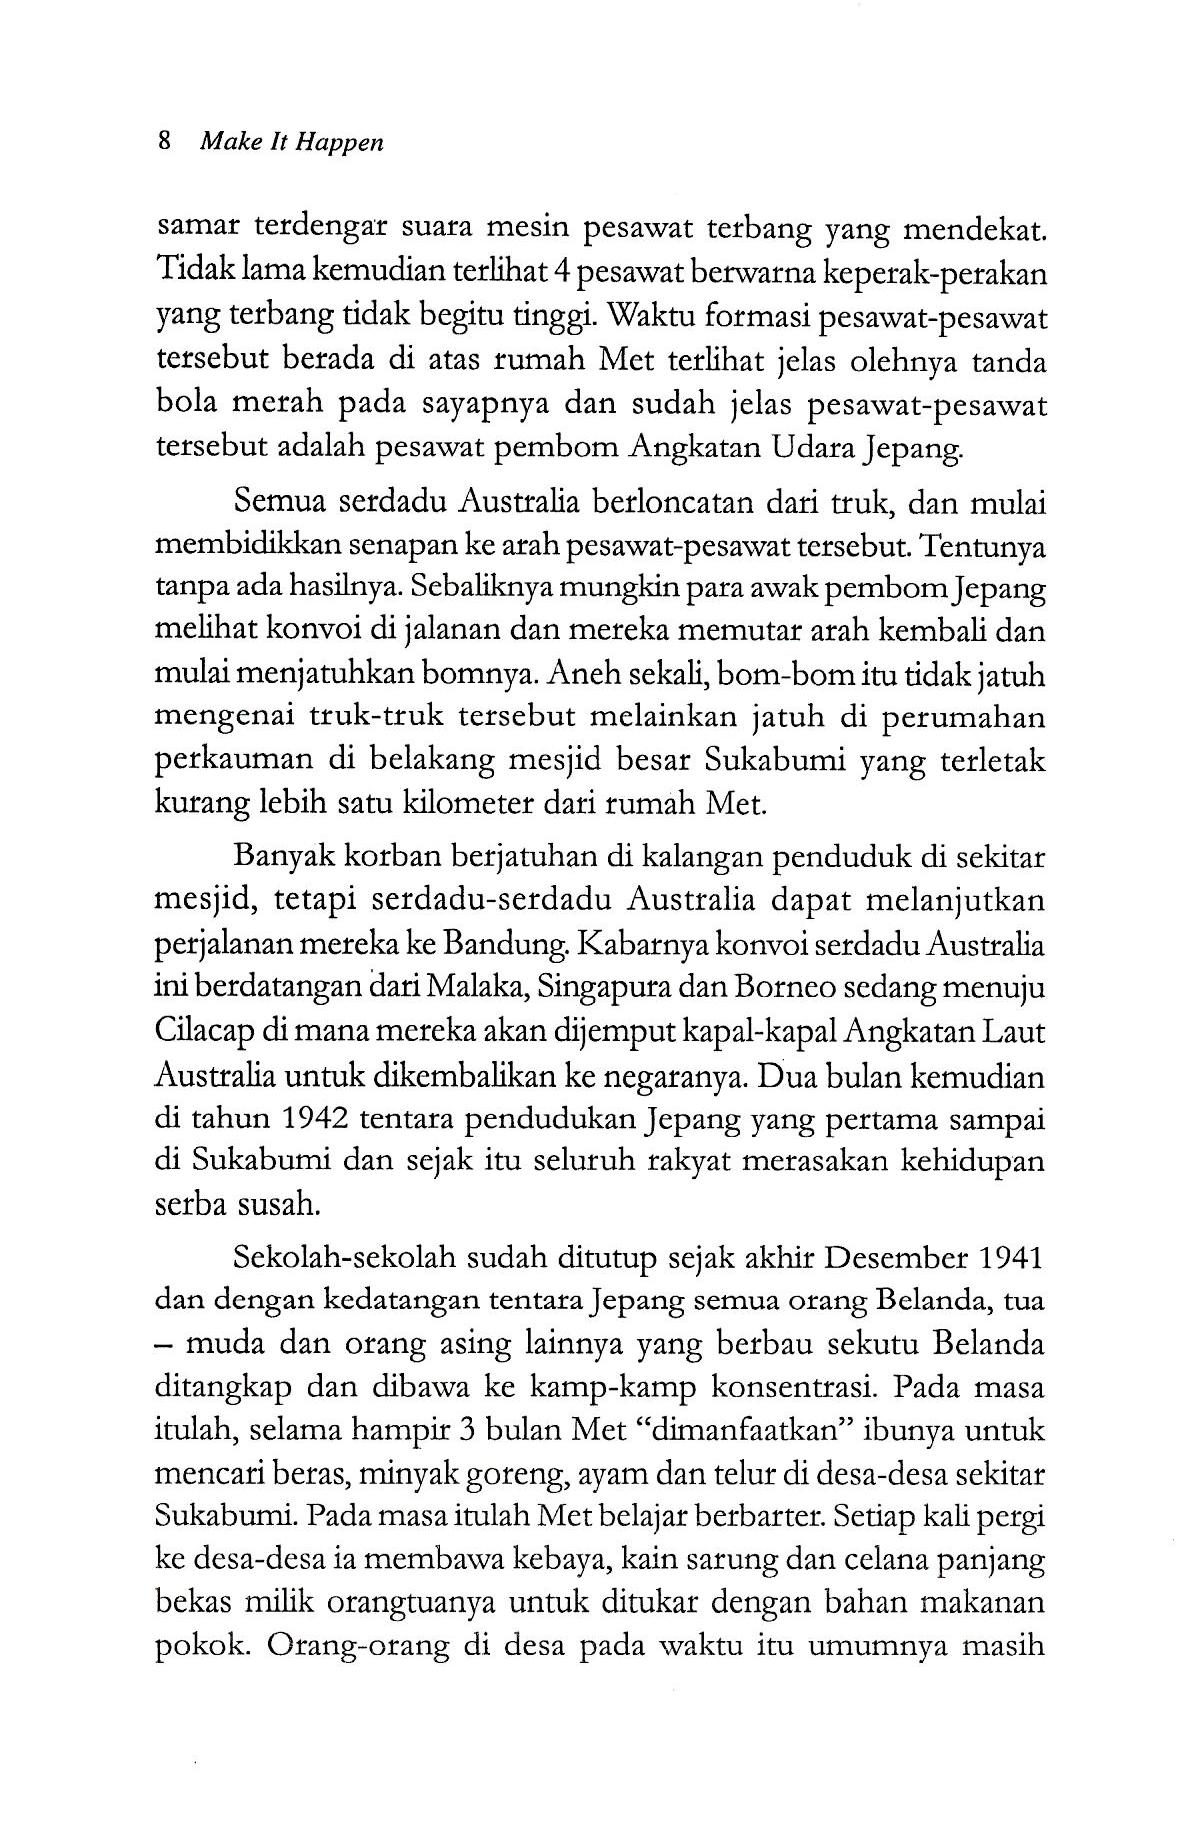 8 Make It Happen
samar terdengar suara mesin pesawat terbang yang mendekat.
Tidak lama kemudian terlihat 4 pesawat berwarna keperak-perakan
yang terbang tidak begitu tinggi. Waktu formasi pesawat-pesawat
tersebut berada di atas rumah Met terlihat jelas olehnya tanda
bola merah pada sayapnya dan sudah jelas pesawat-pesawat
tersebut adalah pesawat pembom Angkatan Udara Jepang.
Semua serdadu Australia berloncatan dari truk, dan mulai
membidikkan senapan ke arah pesawat-pesawat tersebut. Tentunya
tanpa ada hasilnya. Sebaliknya mungkin para awak pembom Jepang
melihat konvoi di jalanan dan mereka memutar arah kembali dan
mulai menjatuhkan bomnya. Aneh sekali, bom-bom itu tidak jatuh
mengenai truk-truk tersebut melainkan jatuh di perumahan
perkauman di belakang mesjid besar Sukabumi yang terletak
kurang lebih satu kilometer dari rumah Met.
Banyak korban berjatuhan di kalangan penduduk di sekitar
mesjid, tetapi serdadu-serdadu Australia dapat melanjutkan
perjalanan mereka ke Bandung. Kabarnya konvoi serdadu Australia
ini berdatangan dari Malaka, Singapura dan Borneo sedang menuju
Cilacap di mana mereka akan dijemput kapal-kapal Angkatan Laut
Australia untuk dikembalikan ke negaranya. Dua bulan kemudian
di tahun 1942 tentara pendudukan Jepang yang pertama sampai
di Sukabumi dan sejak itu seluruh rakyat merasakan kehidupan
serba susah.
Sekolah-sekolah sudah ditutup sejak akhir Desember 1941
dan dengan kedatangan tentara Jepang semua orang Belanda, tua
– muda dan orang asing lainnya yang berbau sekutu Belanda
ditangkap dan dibawa ke kamp-kamp konsentrasi. Pada masa
itulah, selama hampir 3 bulan Met “dimanfaatkan” ibunya untuk
mencari beras, minyak goreng, ayam dan telur di desa-desa sekitar
Sukabumi. Pada masa itulah Met belajar berbarter. Setiap kali pergi
ke desa-desa ia membawa kebaya, kain sarung dan celana panjang
bekas milik orangtuanya untuk ditukar dengan bahan makanan
pokok. Orang-orang di desa pada waktu itu umumnya masih